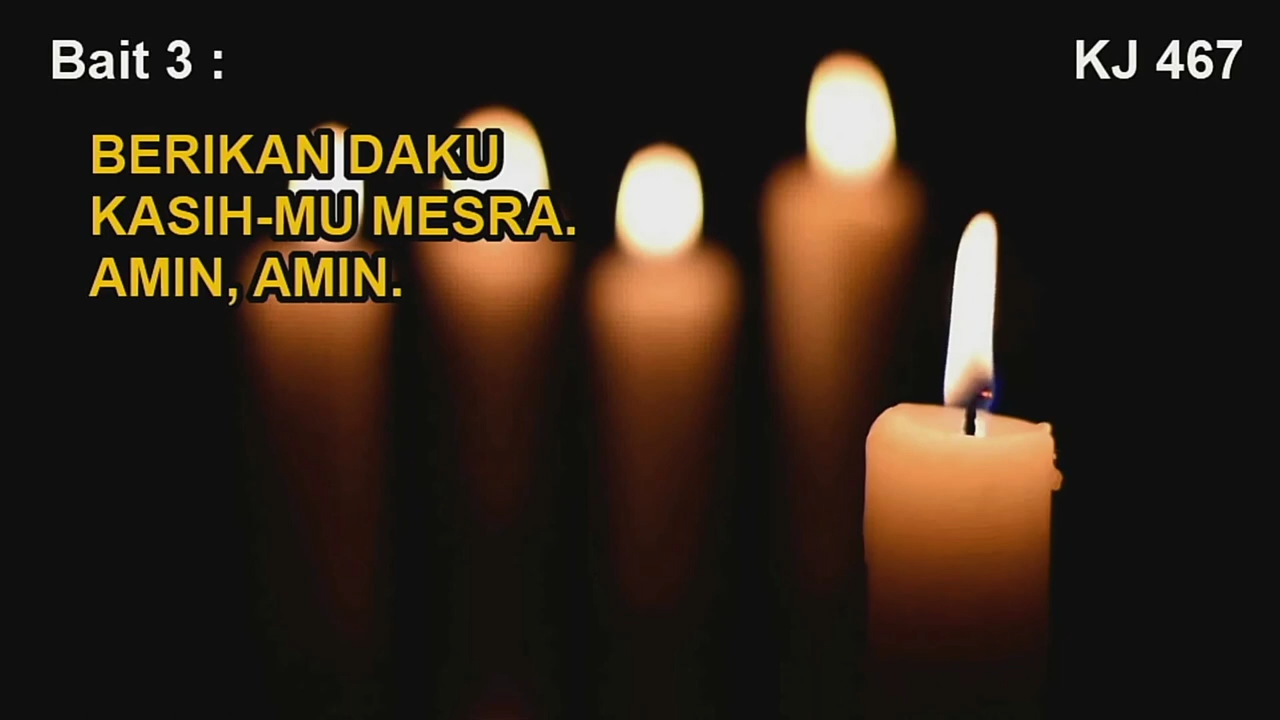 Bait 3 :
KJ 467
BERIKAN DAKU
KASIH-MU MESRA.
AMIN, AMIN.